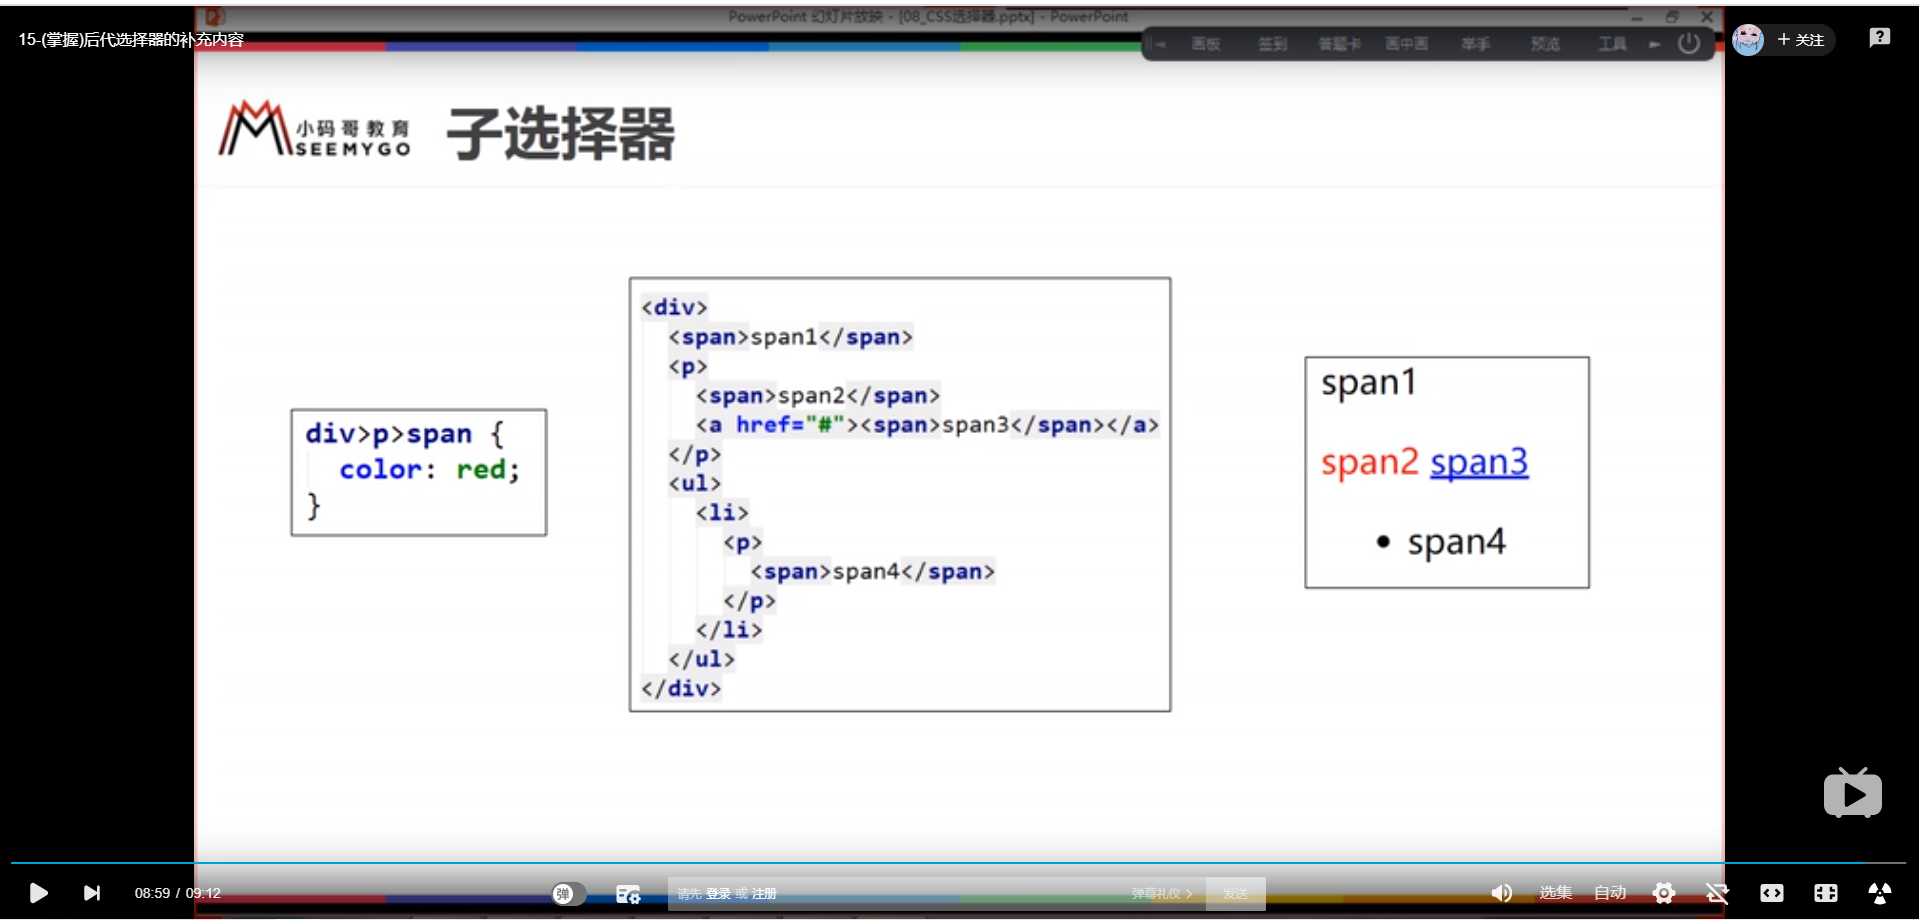 PowerPoint 幻灯片放映 - [08_CSS选择器.pptx] - PowerPoint
15-(掌握)后代选择器的补充内容
画板 签到 答题卡 画中画 举手 预览 工具
+ 关注
小码哥教育
SEEMYGO
子选择器
div>p>span {
color: red;
}
<div>
<span>span1</span>
<p>
<span>span2</span>
<a href="#"><span>span3</span></a>
</p>
<ul>
<li>
<p>
<span>span4</span>
</p>
</li>
</ul>
</div>
span1
span2 span3
• span4
08:59 / 09:12
弹
请先 登录 或 注册
弹幕礼仪 >
发送
选集
自动